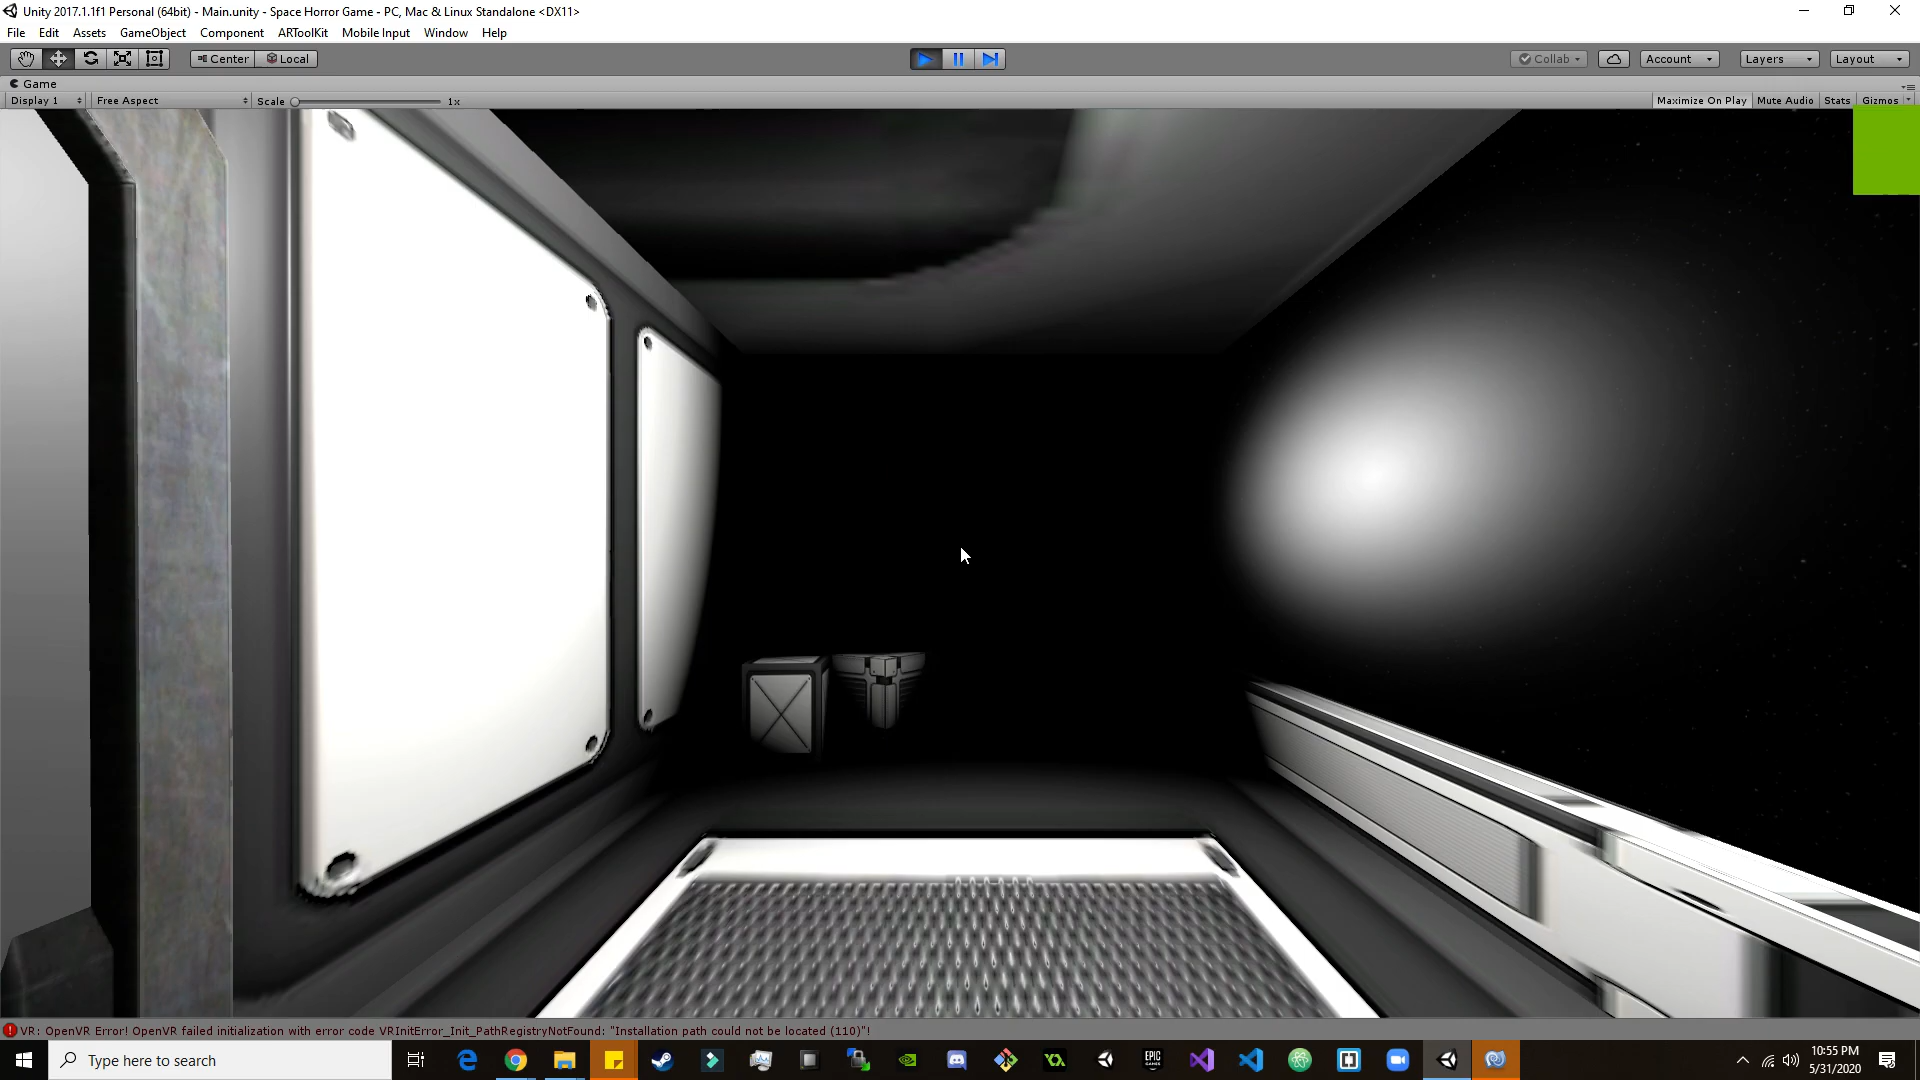 Unity 2017.1.1f1 Personal (64bit) - Main.unity - Space Horror Game - PC, Mac & Linux Standalone <DX11>
File Edit Assets GameObject Component ARToolKit Mobile Input Window Help
Center Local Collab Account Layers Layout
Game
Display 1 Free Aspect Scale 1x Maximize On Play Mute Audio Stats Gizmos
VR: OpenVR Error! OpenVR failed initialization with error code VRInitError_Init_PathRegistryNotFound: "Installation path could not be located (110)"!
Type here to search
EPIC
GAMES
10:55 PM
5/31/2020